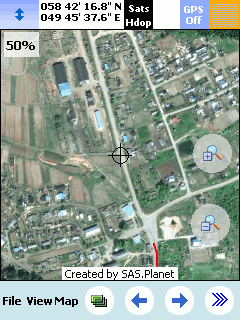 058 42' 16.8" N
049 45' 37.6" E
Sats
Hdop
GPS
Off
50%
Created by SAS.Planet
File View Map